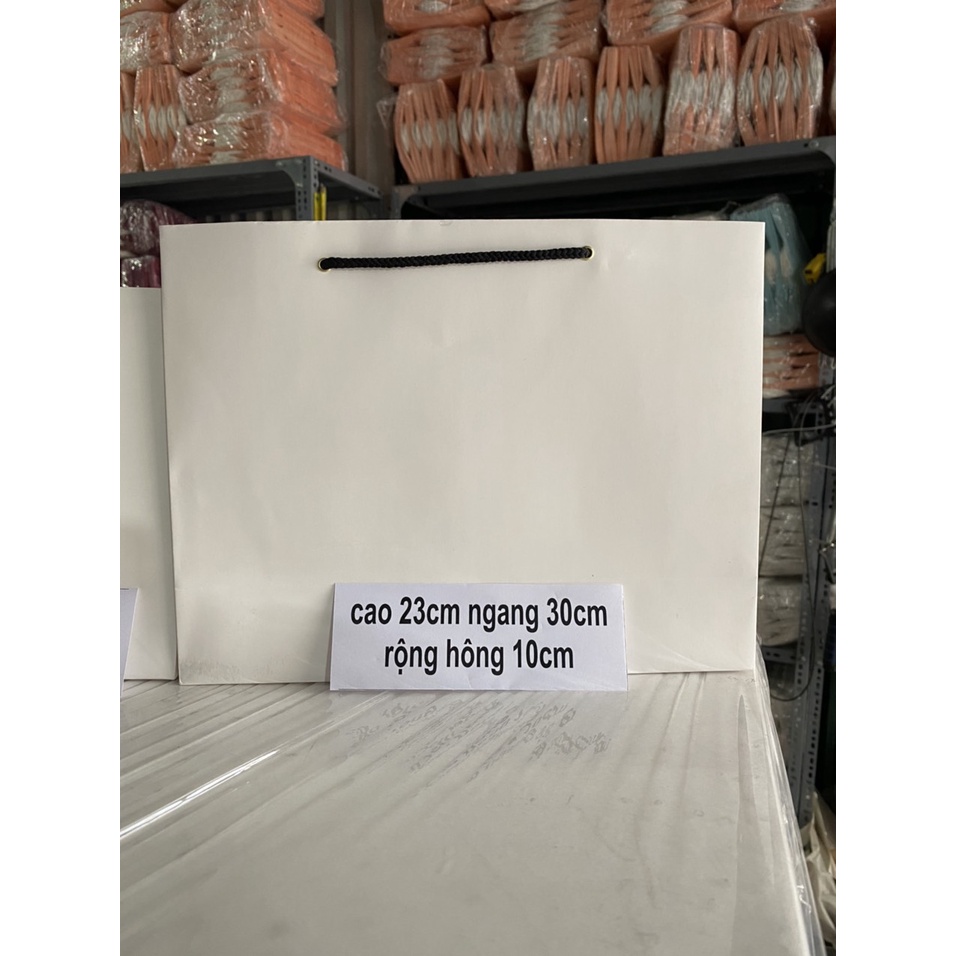 cao 23cm ngang 30cm
rộng hông 10cm